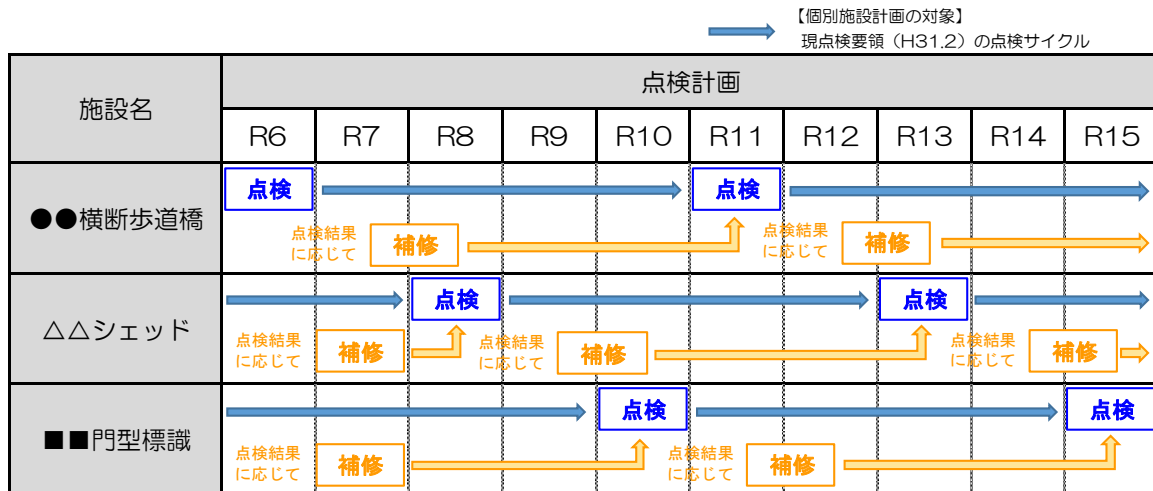 【個別施設計画の対象】
現点検要領（H31.2）の点検サイクル
施設名
点検計画
R6 R7 R8 R9 R10 R11 R12 R13 R14 R15
●●横断歩道橋
点検
点検
点検結果
に応じて
補修
点検結果
に応じて
補修
△△シェッド
点検
点検
点検結果
に応じて
補修
点検結果
に応じて
補修
点検結果
に応じて
補修
■■門型標識
点検
点検
点検結果
に応じて
補修
点検結果
に応じて
補修